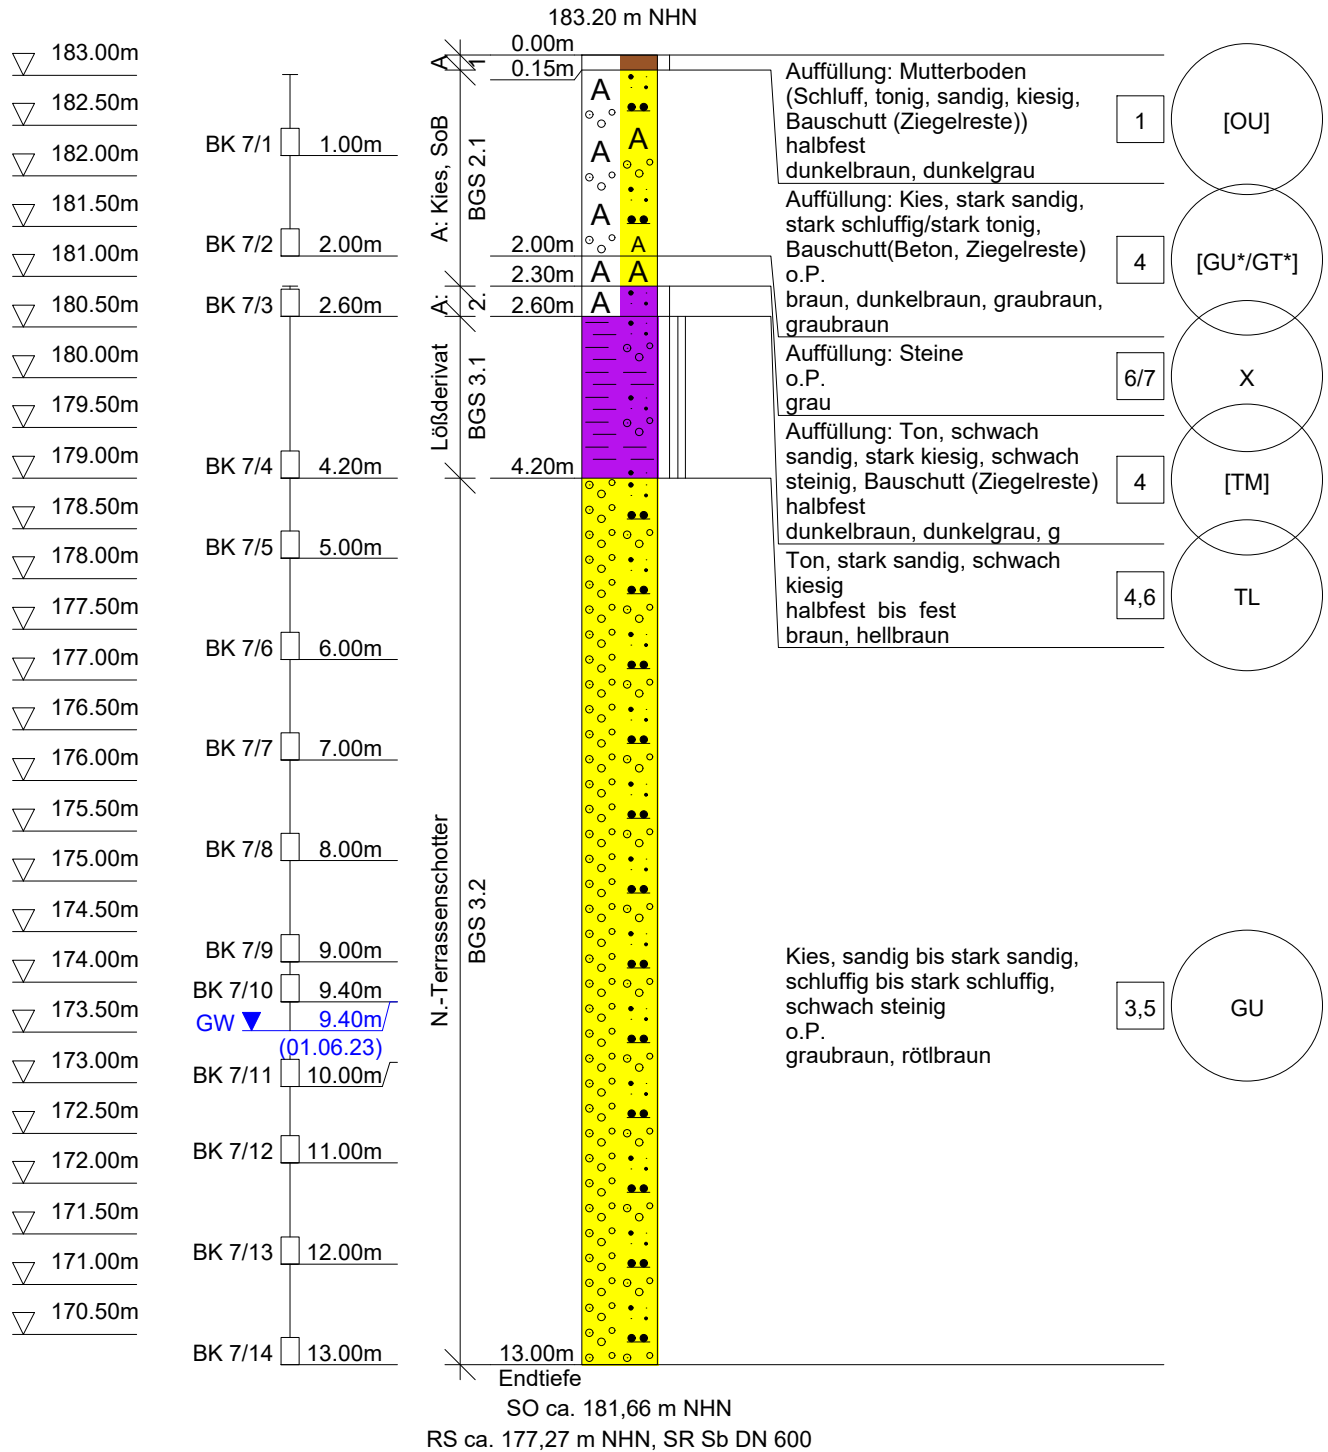 183.20 m NHN
183.00m
182.50m
182.00m
181.50m
181.00m
180.50m
180.00m
179.50m
179.00m
178.50m
178.00m
177.50m
177.00m
176.50m
176.00m
175.50m
175.00m
174.50m
174.00m
173.50m
173.00m
172.50m
172.00m
171.50m
171.00m
170.50m
BK 7/1 1.00m
BK 7/2 2.00m
BK 7/3 2.60m
BK 7/4 4.20m
BK 7/5 5.00m
BK 7/6 6.00m
BK 7/7 7.00m
BK 7/8 8.00m
BK 7/9 9.00m
BK 7/10 9.40m
GW 9.40m
(01.06.23)
BK 7/11 10.00m
BK 7/12 11.00m
BK 7/13 12.00m
BK 7/14 13.00m
A
1
A: Kies, SoB
BGS 2.1
A:
2.
Lößderivat
BGS 3.1
N.-Terrassenschotter
BGS 3.2
0.00m
0.15m
2.00m
2.30m
2.60m
4.20m
13.00m
Endtiefe
A
A
A
A
A
A A
A
Auffüllung: Mutterboden
(Schluff, tonig, sandig, kiesig,
Bauschutt (Ziegelreste))
halbfest
dunkelbraun, dunkelgrau
1
[OU]
Auffüllung: Kies, stark sandig,
stark schluffig/stark tonig,
Bauschutt(Beton, Ziegelreste)
o.P.
braun, dunkelbraun, graubraun,
graubraun
4
[GU*/GT*]
Auffüllung: Steine
o.P.
grau
6/7
X
Auffüllung: Ton, schwach
sandig, stark kiesig, schwach
steinig, Bauschutt (Ziegelreste)
halbfest
dunkelbraun, dunkelgrau, g
4
[TM]
Ton, stark sandig, schwach
kiesig
halbfest bis fest
braun, hellbraun
4,6
TL
Kies, sandig bis stark sandig,
schluffig bis stark schluffig,
schwach steinig
o.P.
graubraun, rötlbraun
3,5
GU
SO ca. 181,66 m NHN
RS ca. 177,27 m NHN, SR Sb DN 600